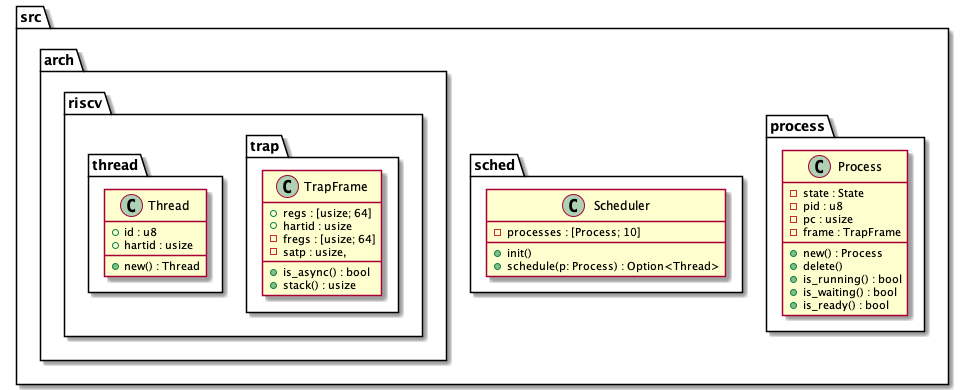 src
arch
riscv
thread
C Thread
id : u8
hartid : usize
new() : Thread
trap
C TrapFrame
regs : [usize; 64]
hartid : usize
fregs : [usize; 64]
satp : usize,
is_async() : bool
stack() : usize
sched
C Scheduler
processes : [Process; 10]
init()
schedule(p: Process) : Option<Thread>
process
C Process
state : State
pid : u8
pc : usize
frame : TrapFrame
new() : Process
delete()
is_running() : bool
is_waiting() : bool
is_ready() : bool